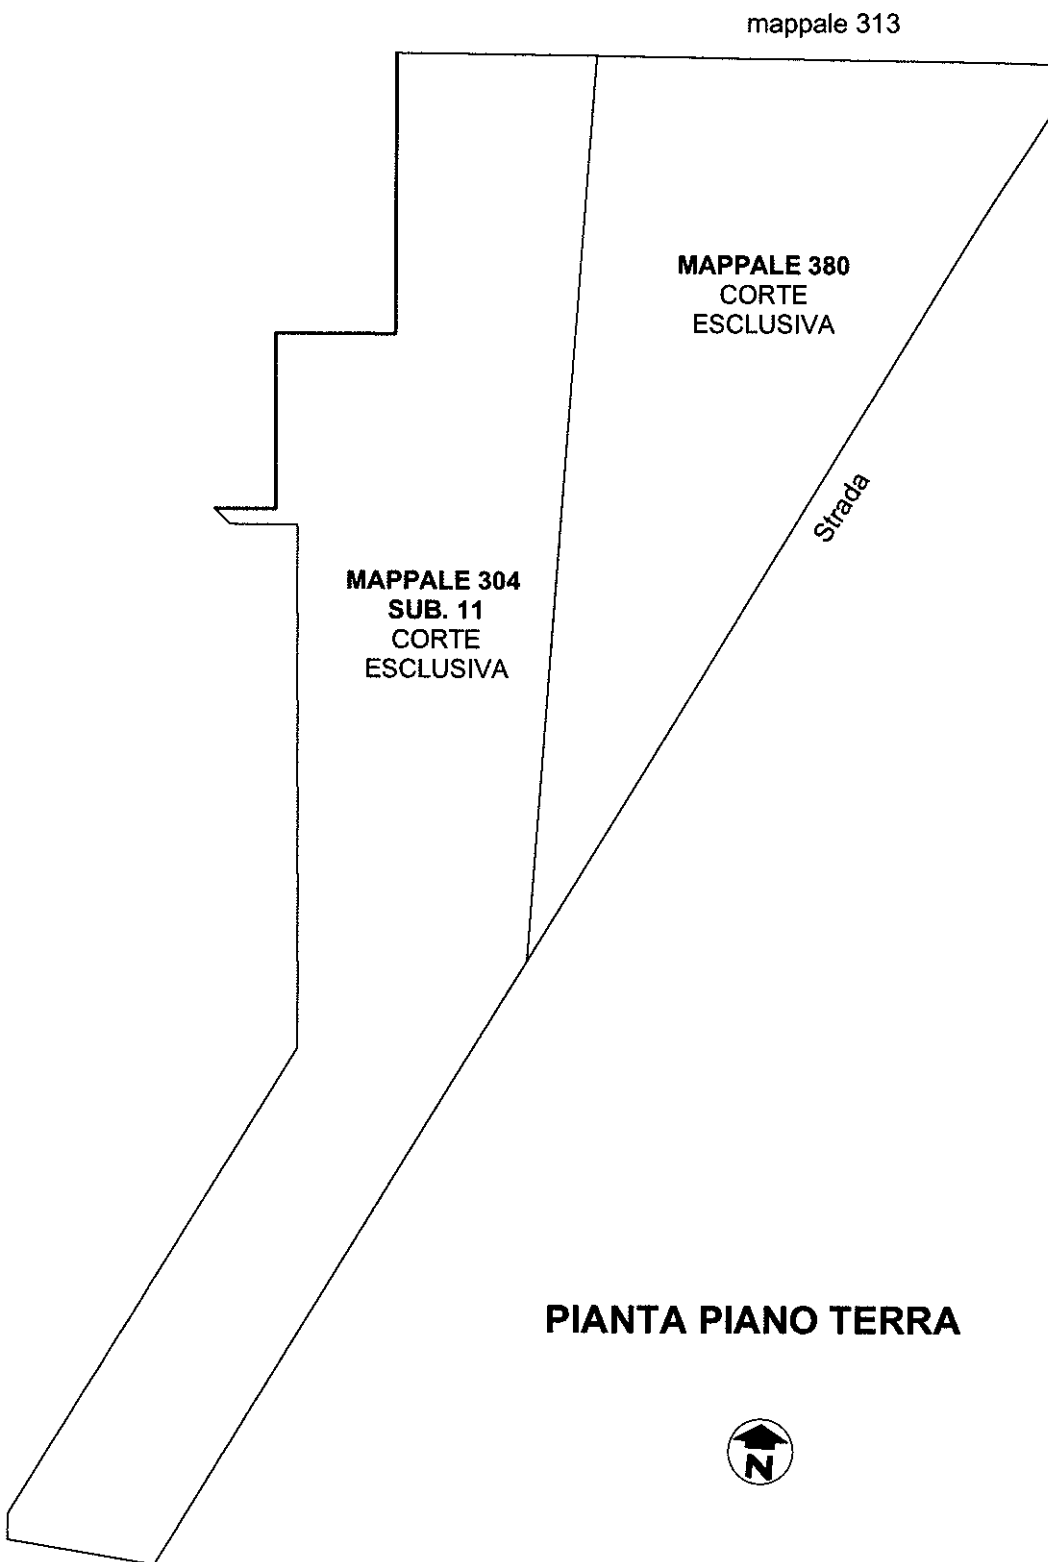 mappale 313
MAPPALE 380
CORTE
ESCLUSIVA
Strada
MAPPALE 304
SUB. 11
CORTE
ESCLUSIVA
PIANTA PIANO TERRA
N